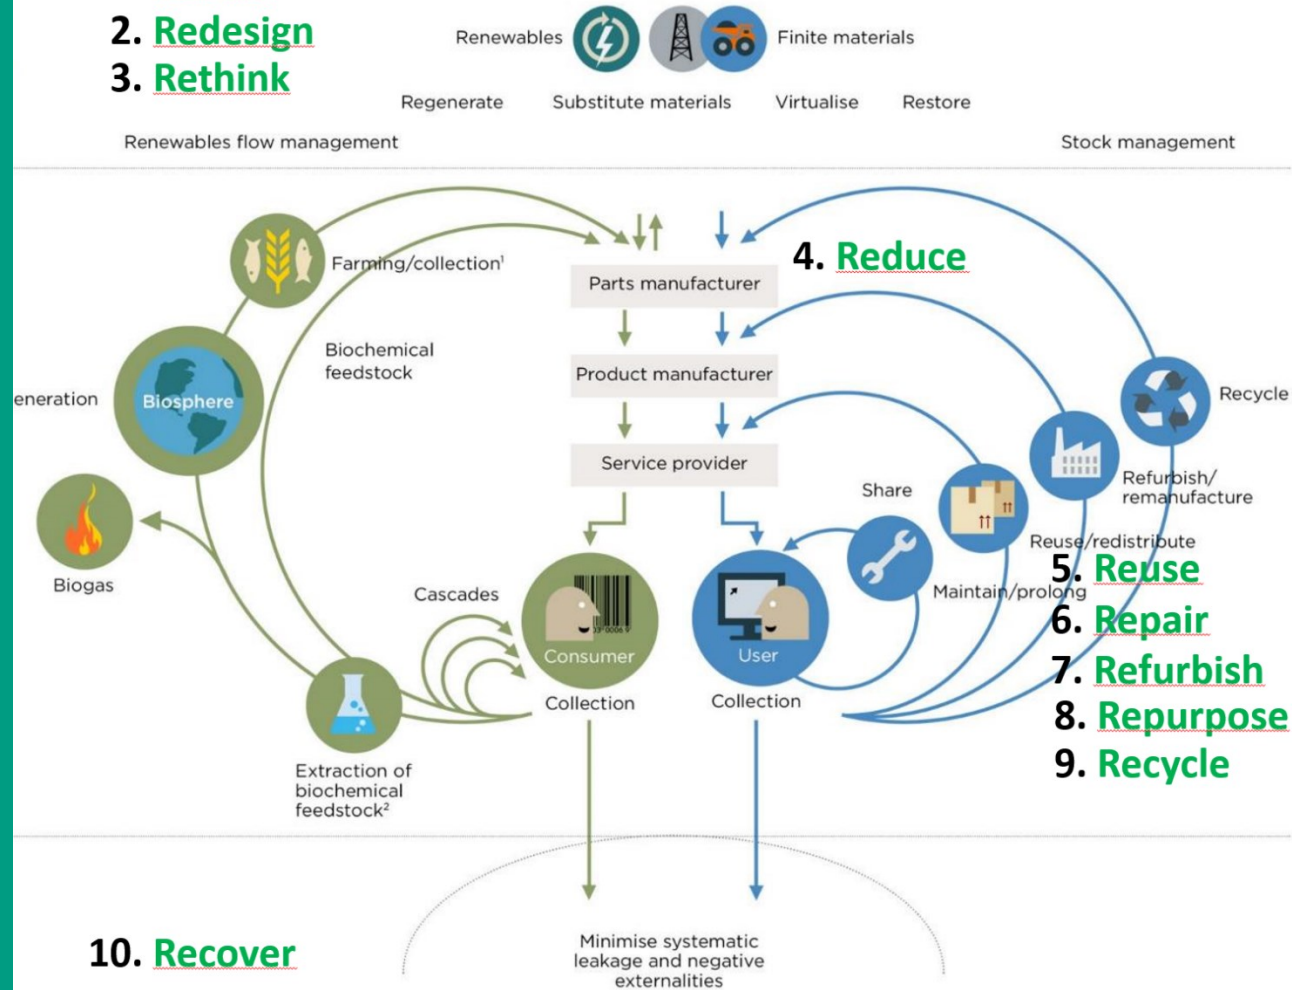 2. Redesign
3. Rethink
Renewables
Finite materials
Regenerate
Substitute materials
Virtualise
Restore
Renewables flow management
Stock management
Farming/collection¹
4. Reduce
Parts manufacturer
Biochemical
feedstock
Product manufacturer
eneration
Biosphere
Recycle
Service provider
Share
Refurbish/
remanufacture
Reuse/redistribute
Biogas
Cascades
Maintain/prolong
5. Reuse
6. Repair
Consumer
User
7. Refurbish
Collection
Collection
8. Repurpose
9. Recycle
Extraction of
biochemical
feedstock²
10. Recover
Minimise systematic
leakage and negative
externalities